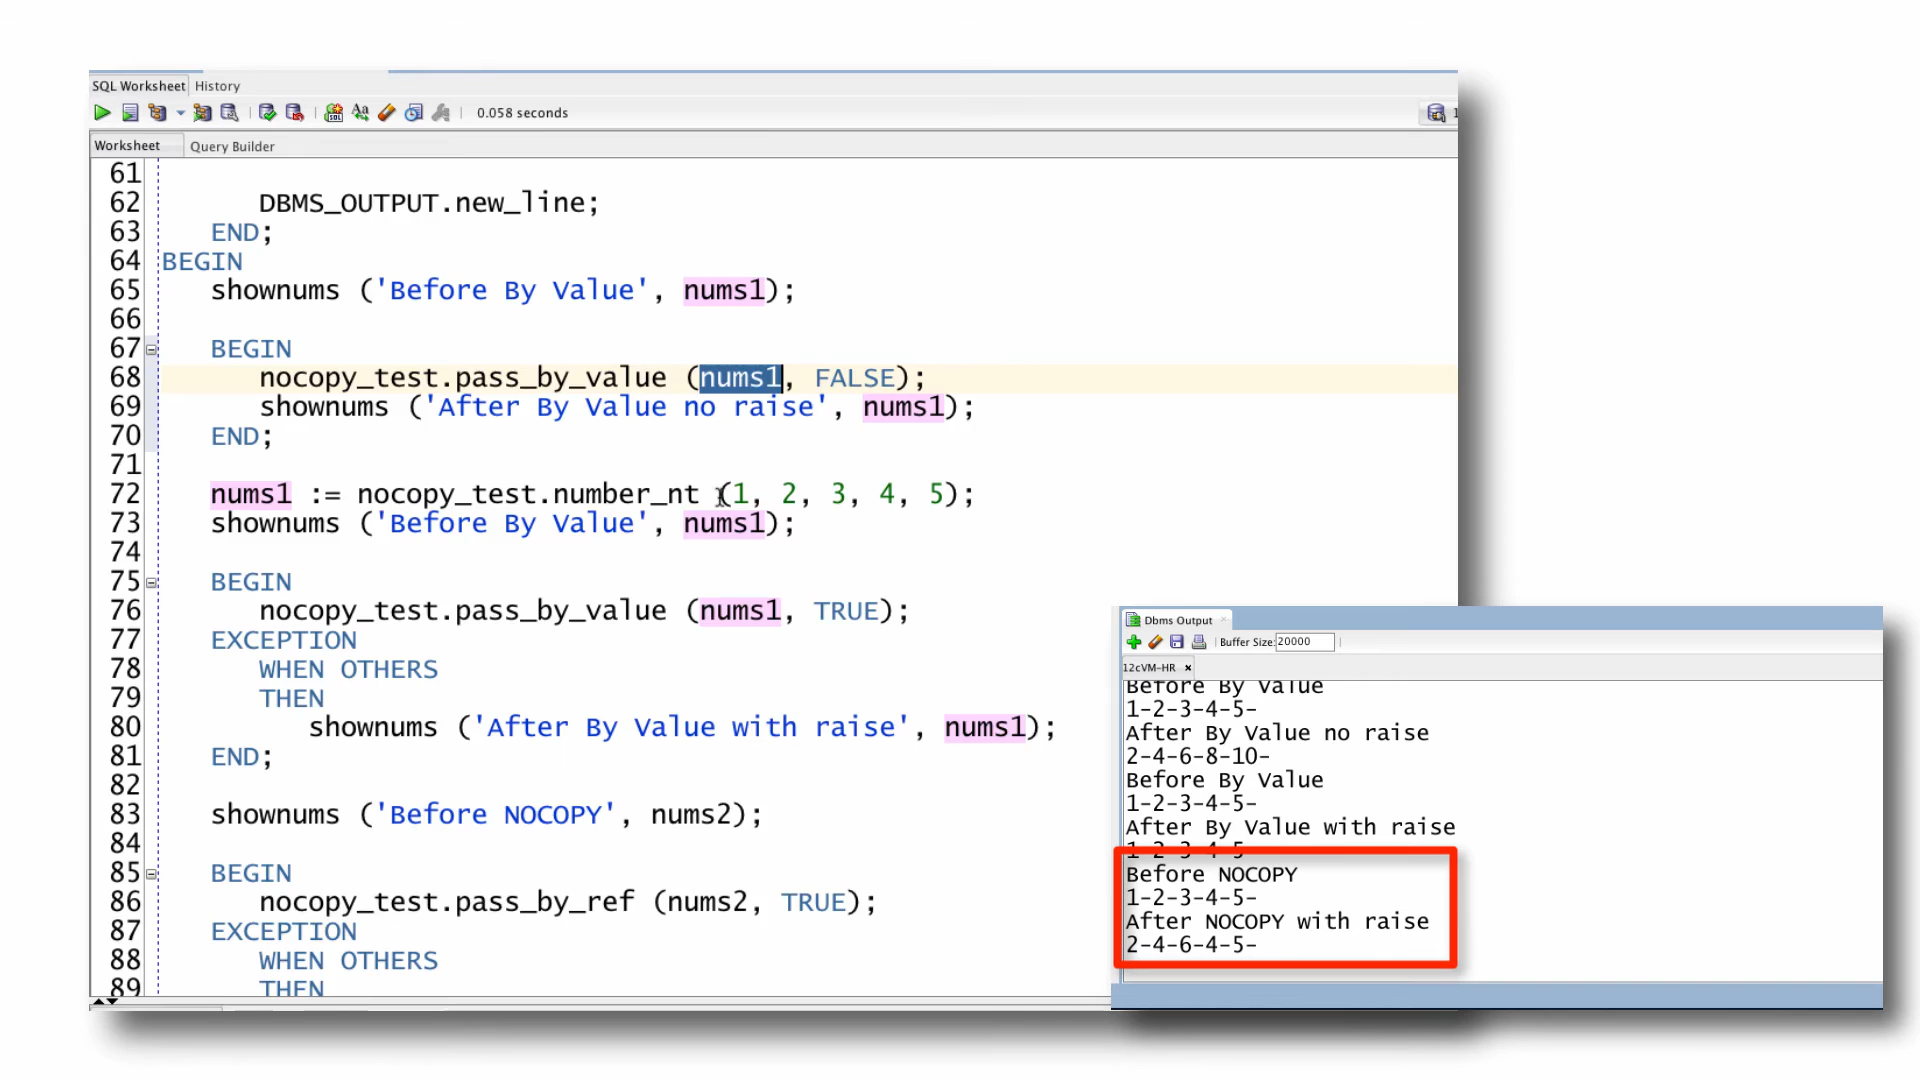 SQL Worksheet History
0.058 seconds
Worksheet Query Builder
61
62 DBMS_OUTPUT.new_line;
63 END;
64 BEGIN
65 shownums ('Before By Value', nums1);
66
67 BEGIN
68 nocopy_test.pass_by_value (nums1, FALSE);
69 shownums ('After By Value no raise', nums1);
70 END;
71
72 nums1 := nocopy_test.number_nt (1, 2, 3, 4, 5);
73 shownums ('Before By Value', nums1);
74
75 BEGIN
76 nocopy_test.pass_by_value (nums1, TRUE);
77 EXCEPTION
78 WHEN OTHERS
79 THEN
80 shownums ('After By Value with raise', nums1);
81 END;
82
83 shownums ('Before NOCOPY', nums2);
84
85 BEGIN
86 nocopy_test.pass_by_ref (nums2, TRUE);
87 EXCEPTION
88 WHEN OTHERS
89 THEN
Dbms Output
Buffer Size: 20000
12cVM-HR
Before By Value
1-2-3-4-5-
After By Value no raise
2-4-6-8-10-
Before By Value
1-2-3-4-5-
After By Value with raise
1-2-3-4-5-
Before NOCOPY
1-2-3-4-5-
After NOCOPY with raise
2-4-6-4-5-